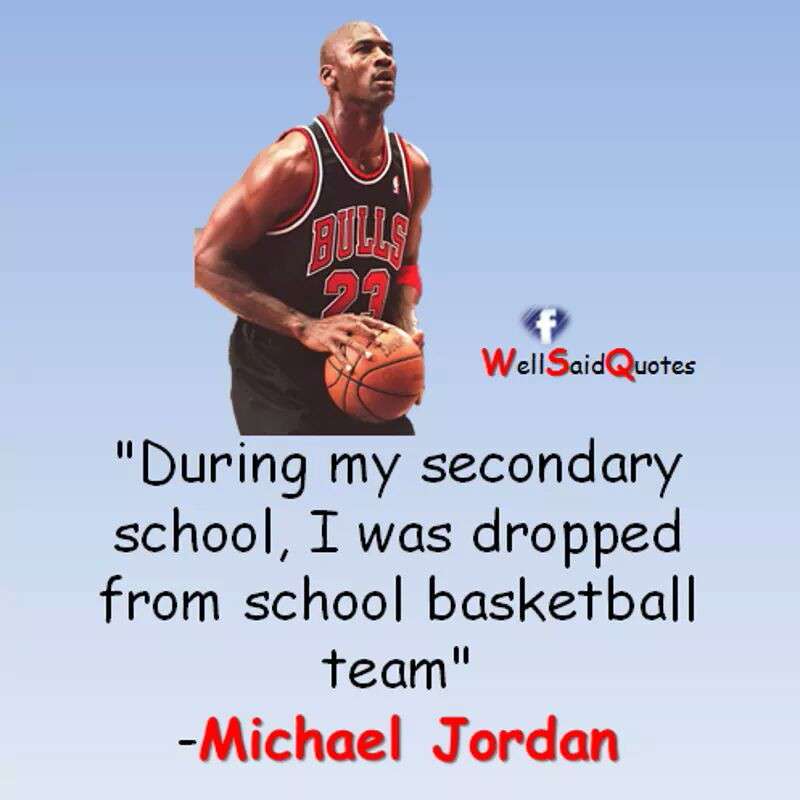 BULLS
23
f
WellSaidQuotes
"During my secondary
school, I was dropped
from school basketball
team"
-Michael Jordan